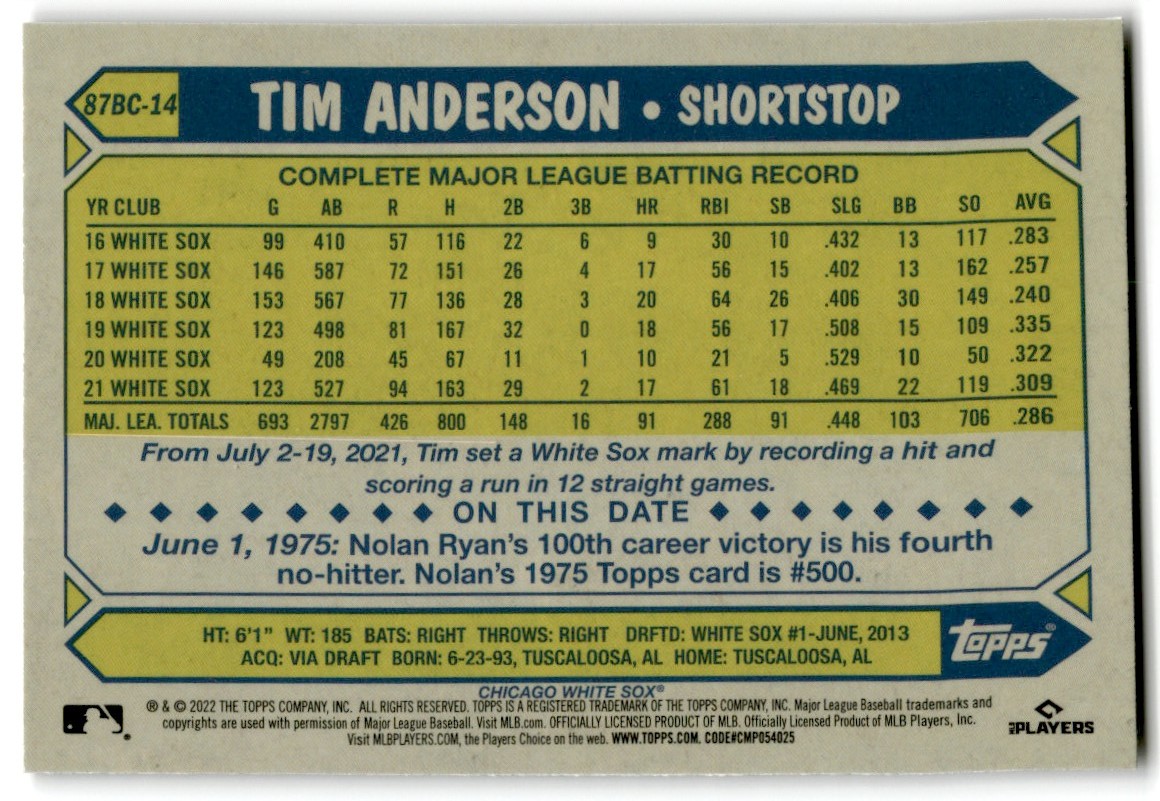 87BC-14 TIM ANDERSON • SHORTSTOP
COMPLETE MAJOR LEAGUE BATTING RECORD
YR CLUB G AB R H 2B 3B HR RBI SB SLG BB SO AVG
16 WHITE SOX 99 410 57 116 22 6 9 30 10 .432 13 117 .283
17 WHITE SOX 146 587 72 151 26 4 17 56 15 .402 13 162 .257
18 WHITE SOX 153 567 77 136 28 3 20 64 26 .406 30 149 .240
19 WHITE SOX 123 498 81 167 32 0 18 56 17 .508 15 109 .335
20 WHITE SOX 49 208 45 67 11 1 10 21 5 .529 10 50 .322
21 WHITE SOX 123 527 94 163 29 2 17 61 18 .469 22 119 .309
MAJ. LEA. TOTALS 693 2797 426 800 148 16 91 288 91 .448 103 706 .286
From July 2-19, 2021, Tim set a White Sox mark by recording a hit and
scoring a run in 12 straight games.
ON THIS DATE
June 1, 1975: Nolan Ryan's 100th career victory is his fourth
no-hitter. Nolan's 1975 Topps card is #500.
HT: 6'1" WT: 185 BATS: RIGHT THROWS: RIGHT DRFTD: WHITE SOX #1-JUNE, 2013
ACQ: VIA DRAFT BORN: 6-23-93, TUSCALOOSA, AL HOME: TUSCALOOSA, AL
topps®
CHICAGO WHITE SOX®
® & © 2022 THE TOPPS COMPANY, INC. ALL RIGHTS RESERVED. TOPPS IS A REGISTERED TRADEMARK OF THE TOPPS COMPANY, INC. Major League Baseball trademarks and
copyrights are used with permission of Major League Baseball. Visit MLB.com. OFFICIALLY LICENSED PRODUCT OF MLB. Officially Licensed Product of MLB Players, Inc.
Visit MLBPLAYERS.COM, the Players Choice on the web. WWW.TOPPS.COM. CODE#CMP054025
MLB PLAYERS